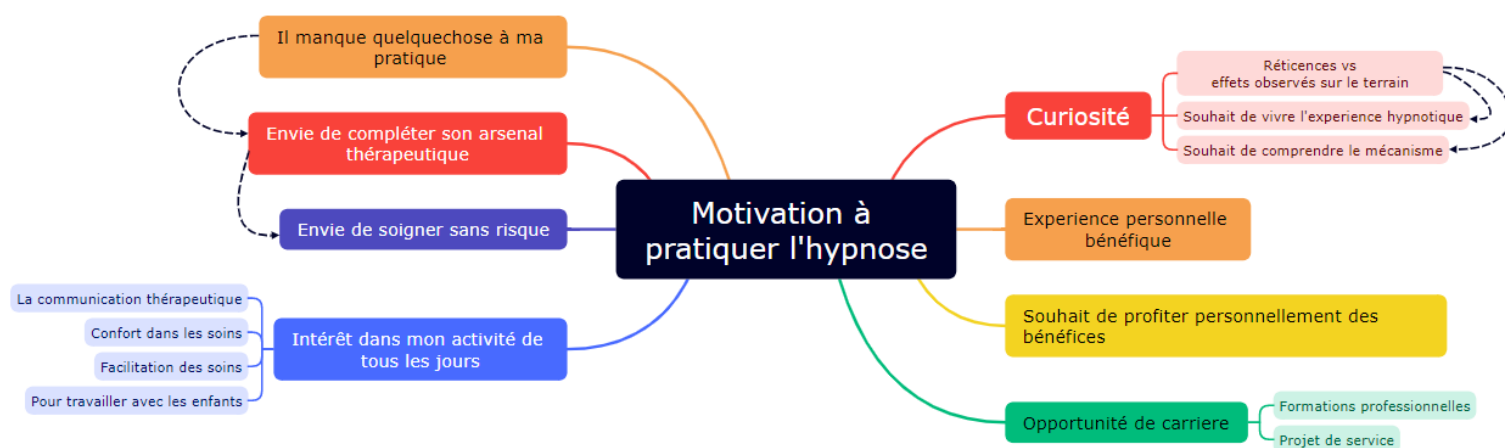 Il manque quelquechose à ma
pratique
Envie de compléter son arsenal
thérapeutique
Envie de soigner sans risque
La communication thérapeutique
Confort dans les soins
Facilitation des soins
Pour travailler avec les enfants
Intérêt dans mon activité de
tous les jours
Motivation à
pratiquer l'hypnose
Curiosité
Réticences vs
effets observés sur le terrain
Souhait de vivre l'experience hypnotique
Souhait de comprendre le mécanisme
Experience personnelle
bénéfique
Souhait de profiter personnellement des
bénéfices
Opportunité de carriere
Formations professionnelles
Projet de service